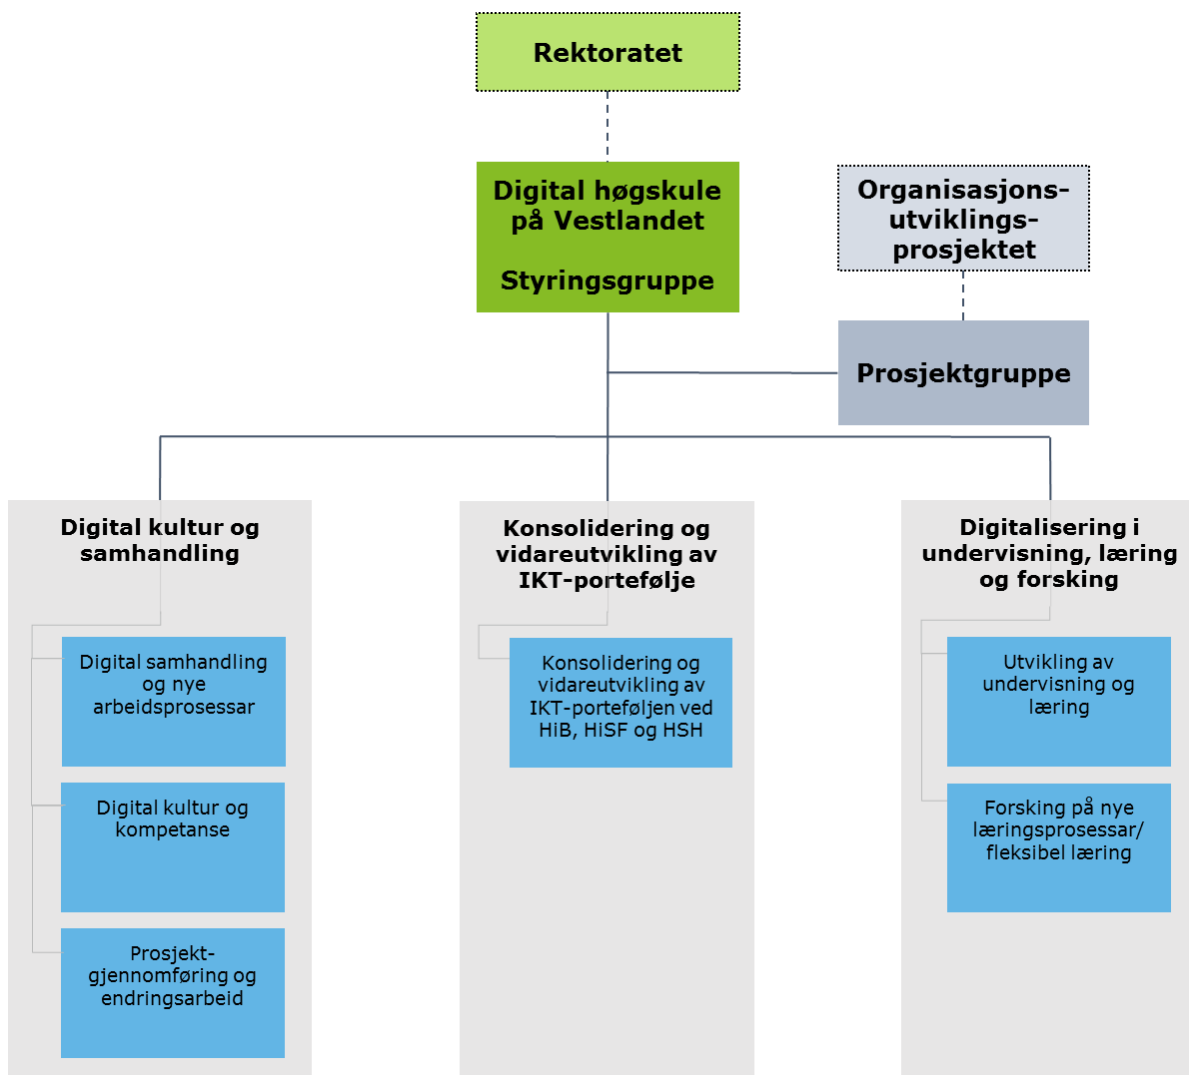 Rektoratet
Digital høgskule
på Vestlandet
Styringsgruppe
Organisasjons-
utviklings-
prosjektet
Prosjektgruppe
Digital kultur og
samhandling
Digital samhandling
og nye
arbeidsprosessar
Digital kultur og
kompetanse
Prosjekt-
gjennomføring og
endringsarbeid
Konsolidering og
vidareutvikling av
IKT-portefølje
Konsolidering og
vidareutvikling av
IKT-porteføljen ved
HiB, HiSF og HSH
Digitalisering i
undervisning, læring
og forsking
Utvikling av
undervisning og
læring
Forsking på nye
læringsprosessar/
fleksibel læring